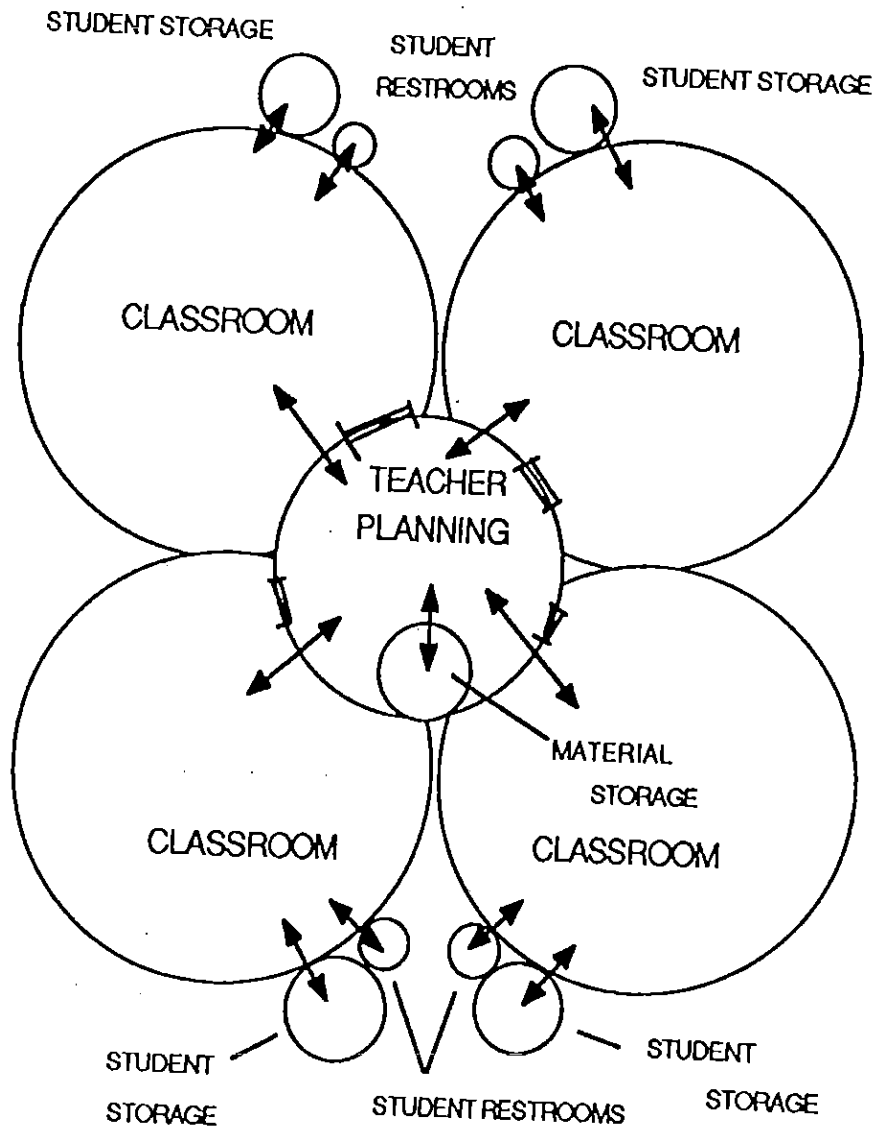 STUDENT STORAGE
STUDENT
RESTROOMS
STUDENT STORAGE
CLASSROOM
CLASSROOM
TEACHER
PLANNING
MATERIAL
STORAGE
CLASSROOM
CLASSROOM
STUDENT
STORAGE
STUDENT RESTROOMS
STUDENT
STORAGE